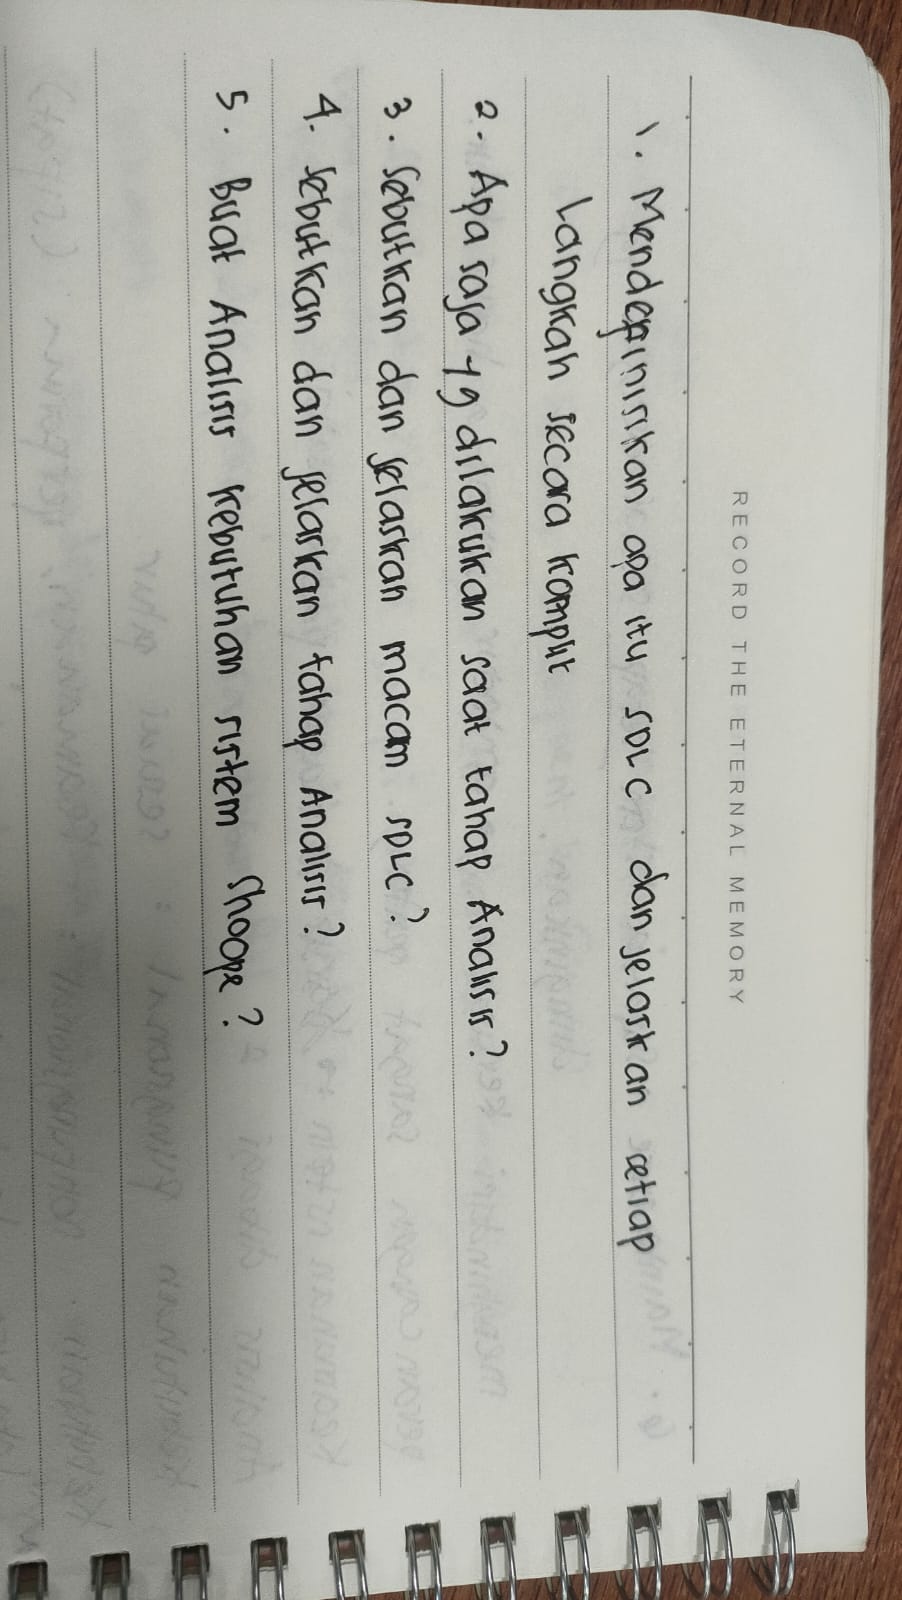 RECORD THE ETERNAL MEMORY
1. Mendefinisikan apa itu SDLC dan jelaskan cetiap
Langkah secara komplit
2. Apa saja yg dilakukan saat tahap Analisis?
3. Sebutkan dan jelaskan macam SDLC?
4. Sebutkan dan jelaskan tahap Analisis?
5. Buat Analisis kebutuhan sistem Shoope?